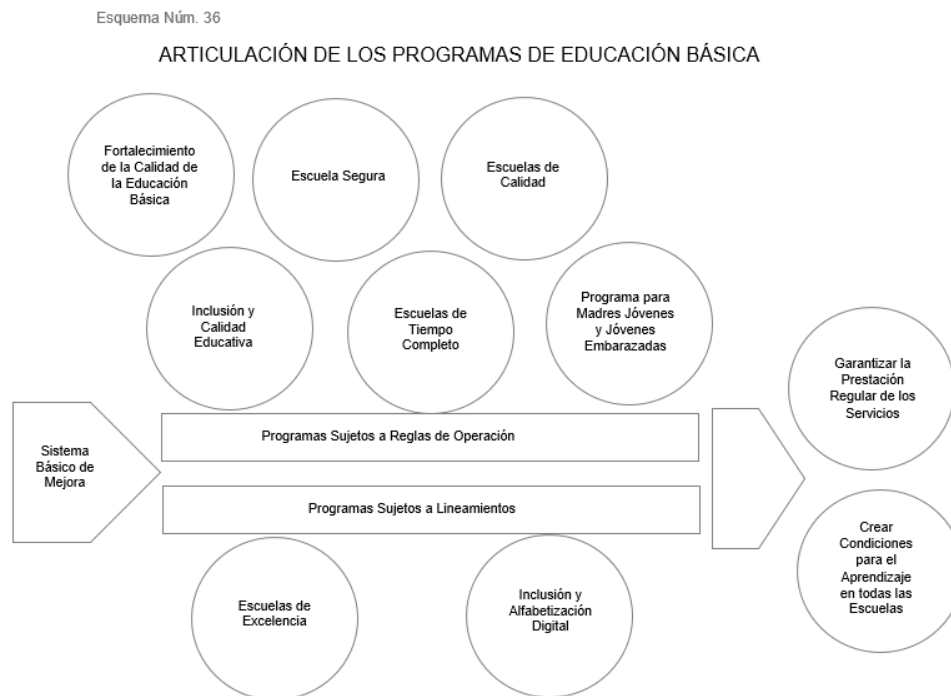 Esquema Núm. 36
ARTICULACIÓN DE LOS PROGRAMAS DE EDUCACIÓN BÁSICA
Fortalecimiento
de la Calidad de
la Educación
Básica
Escuela Segura
Escuelas de
Calidad
Inclusión y
Calidad
Educativa
Escuelas de
Tiempo
Completo
Programa para
Madres Jóvenes
y Jóvenes
Embarazadas
Garantizar la
Prestación
Regular de los
Servicios
Sistema
Básico de
Mejora
Programas Sujetos a Reglas de Operación
Programas Sujetos a Lineamientos
Escuelas de
Excelencia
Inclusión y
Alfabetización
Digital
Crear
Condiciones
para el
Aprendizaje
en todas las
Escuelas